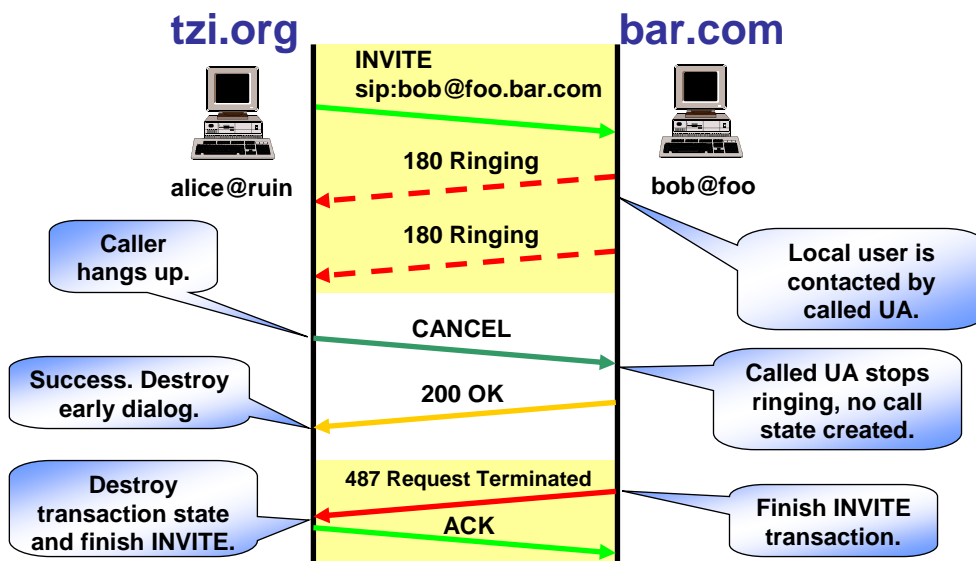 tzi.org
bar.com
INVITE
sip:bob@foo.bar.com
alice@ruin
bob@foo
180 Ringing
180 Ringing
Caller
hangs up.
Local user is
contacted by
called UA.
CANCEL
Success. Destroy
early dialog.
200 OK
Called UA stops
ringing, no call
state created.
487 Request Terminated
Destroy
transaction state
and finish INVITE.
ACK
Finish INVITE
transaction.